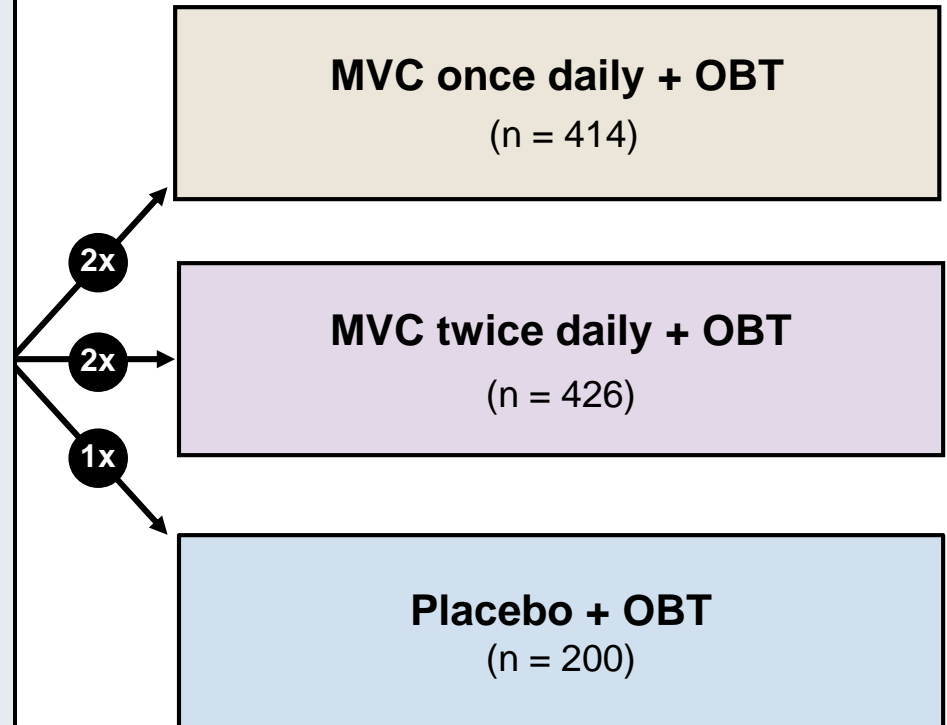 MVC once daily + OBT
(n = 414)
2x
MVC twice daily + OBT
(n = 426)
2x
1x
Placebo + OBT
(n = 200)